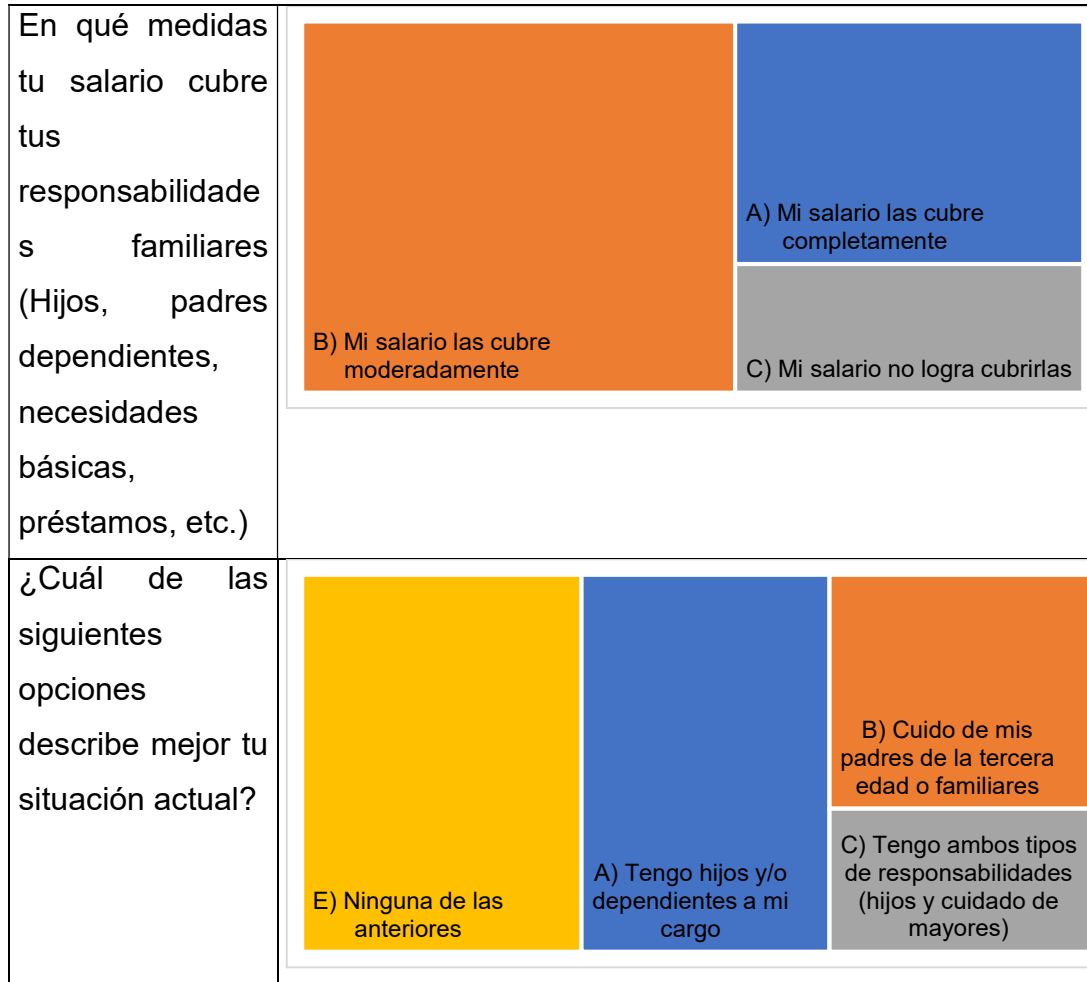 En qué medidas
tu salario cubre
tus
responsabilidade
s familiares
(Hijos, padres
dependientes,
necesidades
básicas,
préstamos, etc.)
B) Mi salario las cubre
moderadamente
A) Mi salario las cubre
completamente
C) Mi salario no logra cubrirlas
¿Cuál de las
siguientes
opciones
describe mejor tu
situación actual?
E) Ninguna de las
anteriores
A) Tengo hijos y/o
dependientes a mi
cargo
B) Cuido de mis
padres de la tercera
edad o familiares
C) Tengo ambos tipos
de responsabilidades
(hijos y cuidado de
mayores)